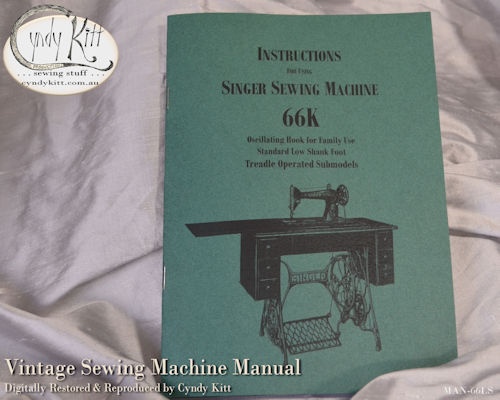 Cyndy Kitt
... sewing stuff ...
cyndykitt.com.au
INSTRUCTIONS
FOR USING
SINGER SEWING MACHINE
66K
Oscillating Hook for Family Use
Standard Low Shank Foot
Treadle Operated Submodels
SINGER
Vintage Sewing Machine Manual
Digitally Restored & Reproduced by Cyndy Kitt
MAN-66LS